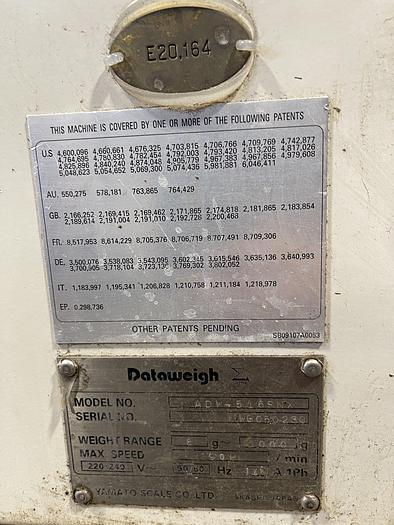 E20,164
THIS MACHINE IS COVERED BY ONE OR MORE OF THE FOLLOWING PATENTS
U.S 4,600,096 4,660,661 4,676,325 4,703,815 4,706,766 4,709,769 4,742,877
4,764,695 4,780,830 4,782,454 4,792,003 4,793,420 4,813,205 4,817,026
4,825,896 4,840,240 4,874,048 4,905,779 4,967,383 4,967,856 4,979,608
5,048,623 5,054,652 5,069,300 5,074,436 5,981,881 6,046,411
AU. 550,275 578,181 763,865 764,429
GB. 2,166,252 2,169,415 2,169,462 2,171,865 2,174,818 2,181,865 2,183,854
2,189,614 2,191,004 2,191,010 2,192,728 2,200,468
FR. 8,517,953 8,614,229 8,705,376 8,706,719 8,707,491 8,709,306
DE. 3,500,076 3,538,083 3,543,095 3,602,345 3,615,546 3,635,136 3,640,993
3,700,905 3,718,104 3,723,136 3,769,302 3,802,052
IT. 1,183,997 1,195,341 1,206,828 1,210,758 1,211,184 1,218,978
EP. 0,298,736
OTHER PATENTS PENDING
SB09107A0053
Dataweigh Σ
MODEL NO.
SERIAL NO.
WEIGHT RANGE g~ g
MAX. SPEED /min
220-240 V~ 50/60 Hz A 1Ph
YAMATO SCALE CO., LTD.